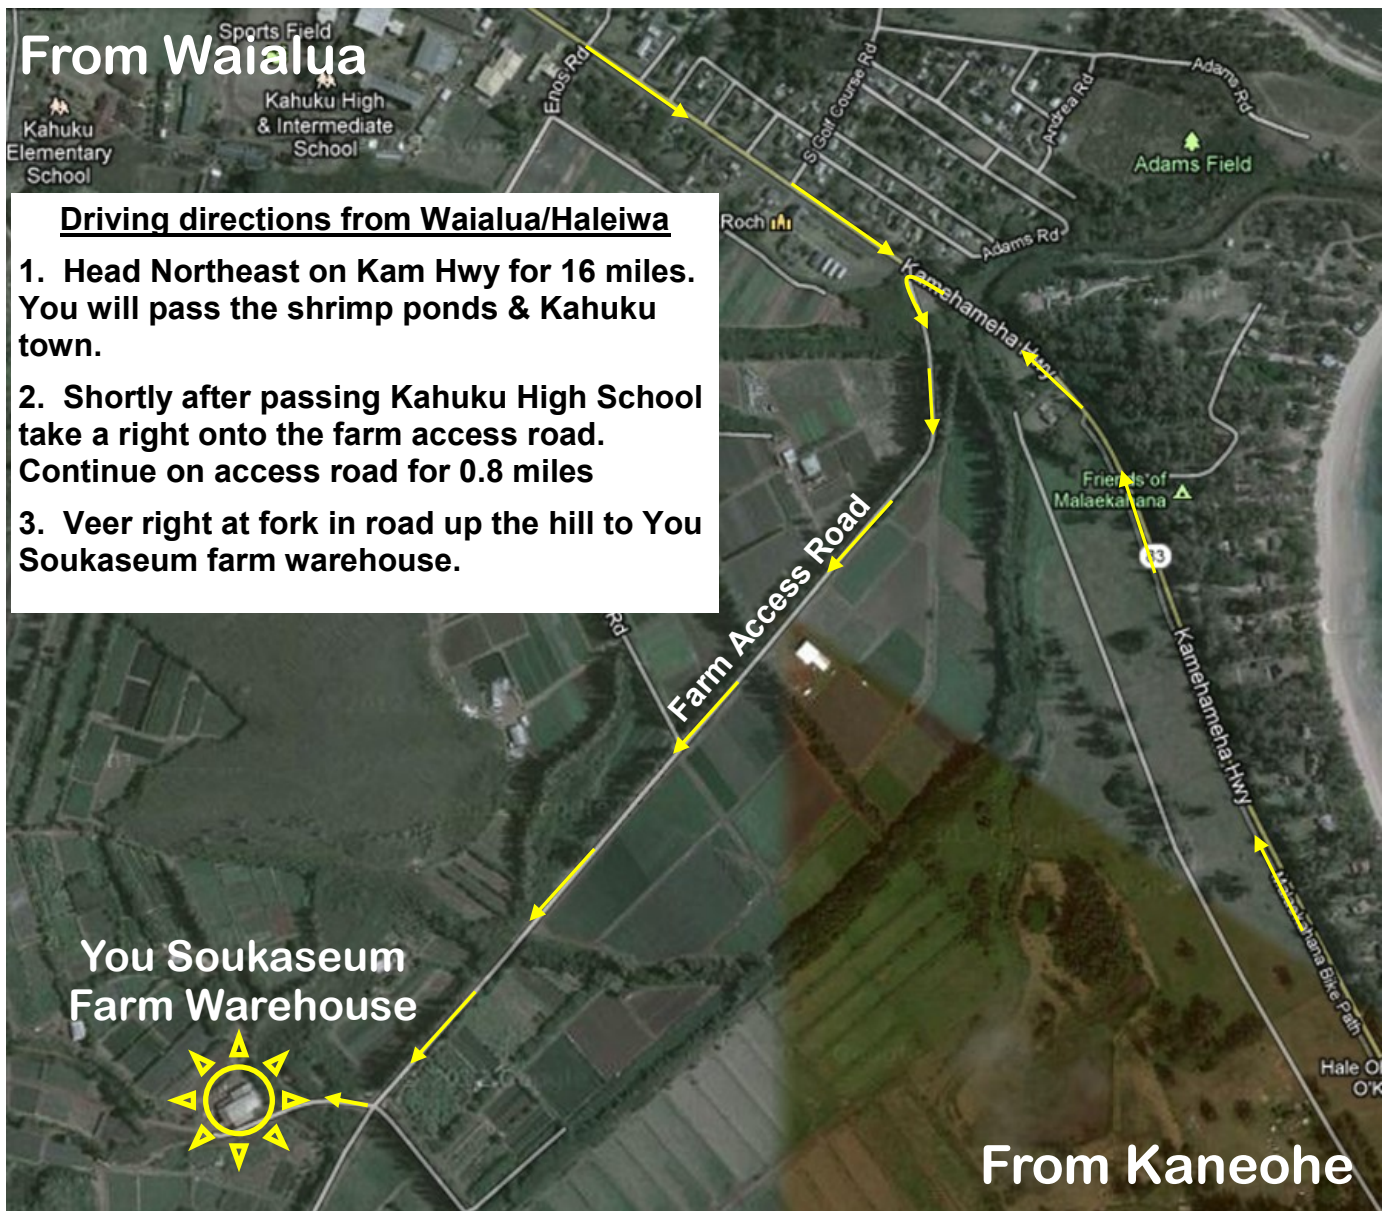 From Waialua
Sports Field
Kahuku High
& Intermediate
School
Kahuku
Elementary
School
Enos Rd
S Golf Course Rd
Andrea Rd
Adams Rd
Adams Field
Roch
Adams Rd
Driving directions from Waialua/Haleiwa
1. Head Northeast on Kam Hwy for 16 miles.
You will pass the shrimp ponds & Kahuku
town.
2. Shortly after passing Kahuku High School
take a right onto the farm access road.
Continue on access road for 0.8 miles
3. Veer right at fork in road up the hill to You
Soukaseum farm warehouse.
Kamehameha Hwy
Friends of
Malaekahana
83
Farm Access Road
Rd
Kamehameha Hwy
Malaekahana Bike Path
You Soukaseum
Farm Warehouse
Hale Ol
O'K
From Kaneohe